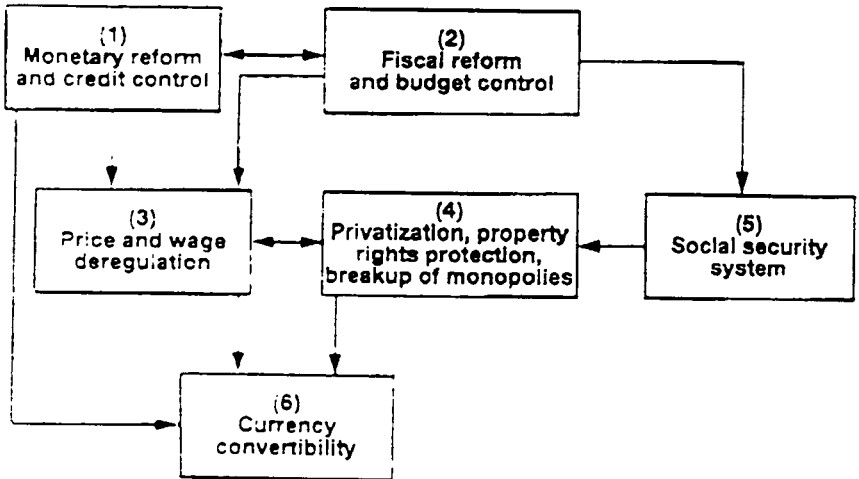 (1)
Monetary reform
and credit control
(2)
Fiscal reform
and budget control
(3)
Price and wage
deregulation
(4)
Privatization, property
rights protection,
breakup of monopolies
(5)
Social security
system
(6)
Currency
convertibility